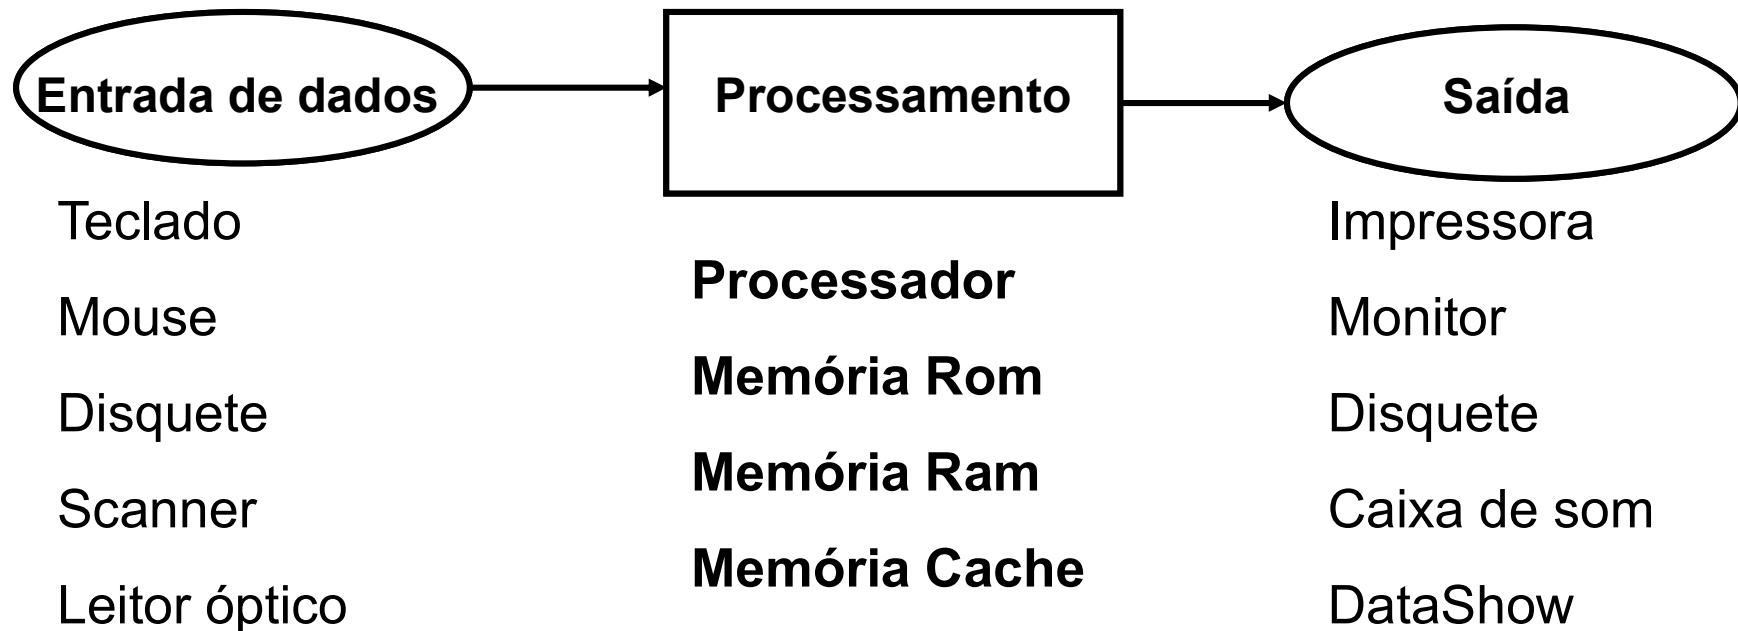 Entrada de dados
Processamento
Saída
Teclado
Mouse
Disquete
Scanner
Leitor óptico
Processador
Memória Rom
Memória Ram
Memória Cache
Impressora
Monitor
Disquete
Caixa de som
DataShow